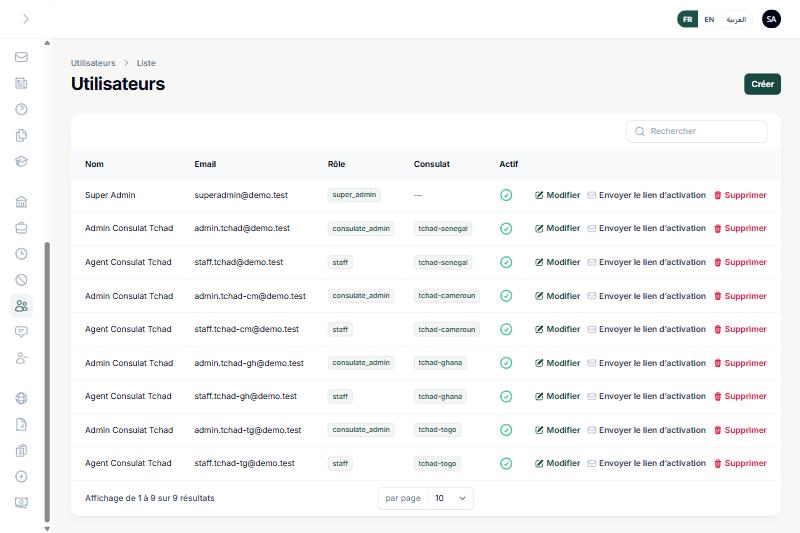 FR EN العربية SA
Utilisateurs > Liste
Utilisateurs
Créer
Rechercher
Nom Email Rôle Consulat Actif
Super Admin superadmin@demo.test super_admin — Modifier Envoyer le lien d'activation Supprimer
Admin Consulat Tchad admin.tchad@demo.test consulate_admin tchad-senegal Modifier Envoyer le lien d'activation Supprimer
Agent Consulat Tchad staff.tchad@demo.test staff tchad-senegal Modifier Envoyer le lien d'activation Supprimer
Admin Consulat Tchad admin.tchad-cm@demo.test consulate_admin tchad-cameroun Modifier Envoyer le lien d'activation Supprimer
Agent Consulat Tchad staff.tchad-cm@demo.test staff tchad-cameroun Modifier Envoyer le lien d'activation Supprimer
Admin Consulat Tchad admin.tchad-gh@demo.test consulate_admin tchad-ghana Modifier Envoyer le lien d'activation Supprimer
Agent Consulat Tchad staff.tchad-gh@demo.test staff tchad-ghana Modifier Envoyer le lien d'activation Supprimer
Admin Consulat Tchad admin.tchad-tg@demo.test consulate_admin tchad-togo Modifier Envoyer le lien d'activation Supprimer
Agent Consulat Tchad staff.tchad-tg@demo.test staff tchad-togo Modifier Envoyer le lien d'activation Supprimer
Affichage de 1 à 9 sur 9 résultats par page 10